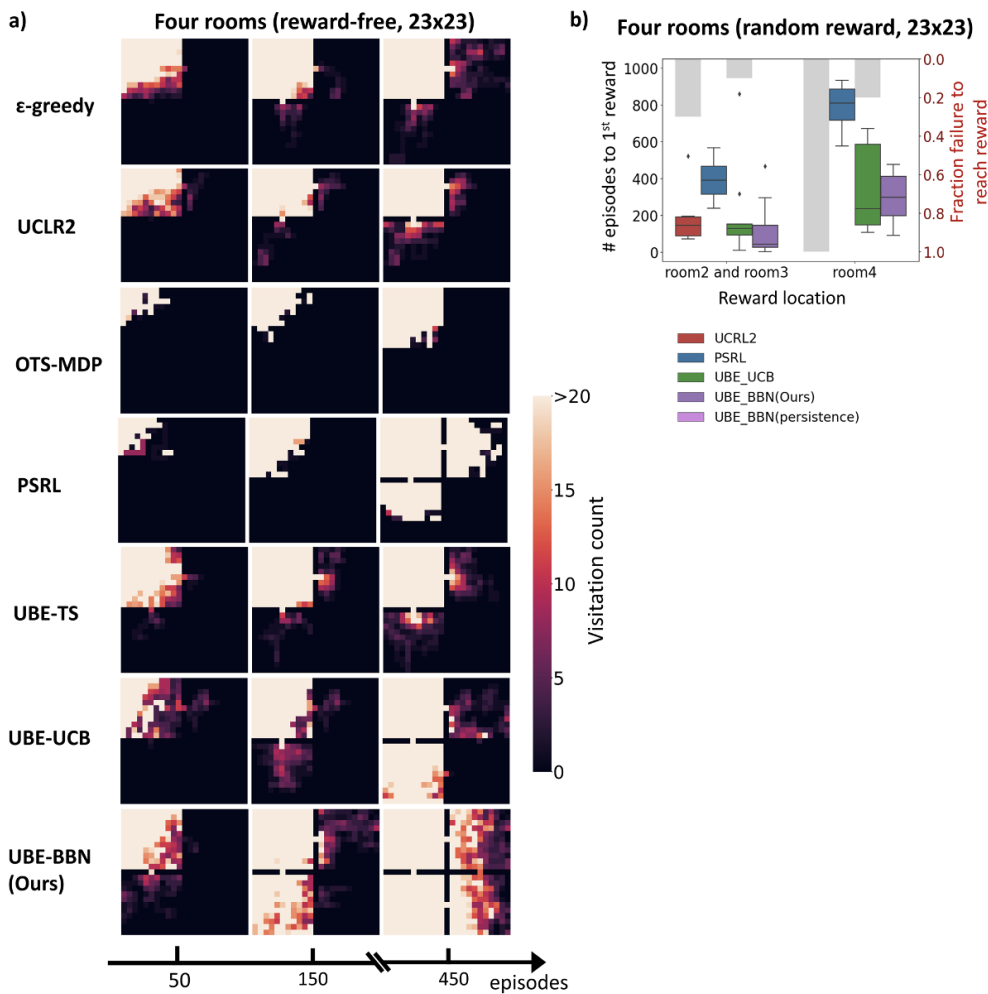 a)
Four rooms (reward-free, 23x23)
ε-greedy
UCLR2
OTS-MDP
PSRL
UBE-TS
UBE-UCB
UBE-BBN
(Ours)
>20
15
10
5
0
Visitation count
50
150
450
episodes
b)
Four rooms (random reward, 23x23)
# episodes to 1st reward
1000
800
600
400
200
0
0.0
0.2
0.4
0.6
0.8
1.0
Fraction failure to
reach reward
room2 and room3
room4
Reward location
UCRL2
PSRL
UBE_UCB
UBE_BBN(Ours)
UBE_BBN(persistence)